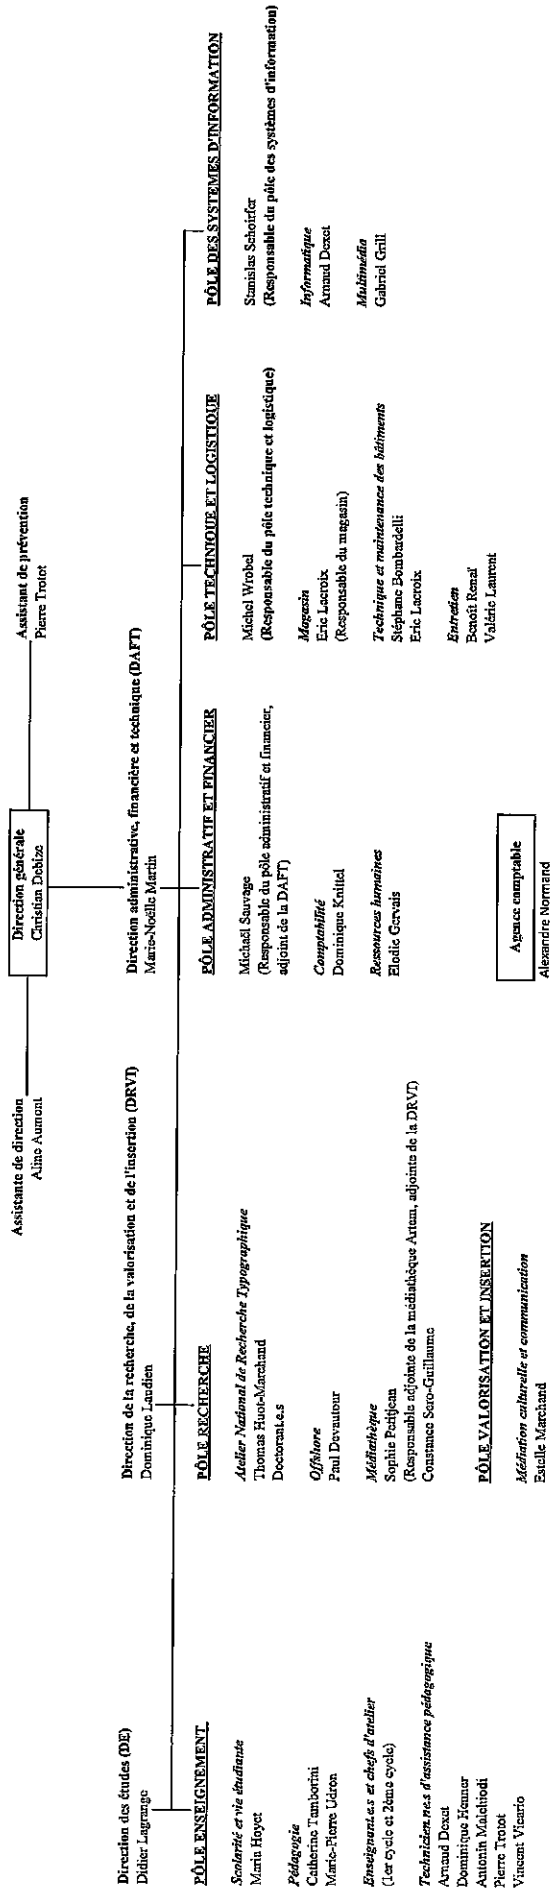 Direction générale
Christian Debize
Assistante de direction
Aline Aumont
Assistant de prévention
Pierre Trotot
Direction des études (DE)
Didier Lagrange
Direction de la recherche, de la valorisation et de l'insertion (DRVI)
Dominique Laudien
Direction administrative, financière et technique (DAFT)
Marie-Noëlle Martin
PÔLE ENSEIGNEMENT
Scolarité et vie étudiante
Maria Hoyet
Pédagogie
Catherine Tamborini
Marie-Pierre Udron
Enseignant.e.s et chefs d'atelier
(1er cycle et 2ème cycle)
Technicien.ne.s d'assistance pédagogique
Arnaud Dexet
Dominique Henner
Antonin Malchiodi
Pierre Trotot
Vincent Vicario
PÔLE RECHERCHE
Atelier National de Recherche Typographique
Thomas Huot-Marchand
Doctorant.e.s
Offshore
Paul Devautour
Médiathèque
Sophie Petitjean
(Responsable adjointe de la médiathèque Artem, adjointe de la DRVI)
Constance Soro-Guillaume
PÔLE VALORISATION ET INSERTION
Médiation culturelle et communication
Estelle Marchand
PÔLE ADMINISTRATIF ET FINANCIER
Michaël Sauvage
(Responsable du pôle administratif et financier,
adjoint de la DAFT)
Comptabilité
Dominique Knittel
Ressources humaines
Elodie Gervais
Agence comptable
Alexandre Normand
PÔLE TECHNIQUE ET LOGISTIQUE
Michel Wrobel
(Responsable du pôle technique et logistique)
Magasin
Eric Lacroix
(Responsable du magasin)
Technique et maintenance des bâtiments
Stéphane Bombardelli
Eric Lacroix
Entretien
Benoît Renaï
Valérie Laurent
PÔLE DES SYSTEMES D'INFORMATION
Stanislas Schoirfer
(Responsable du pôle des systèmes d'information)
Informatique
Arnaud Dexet
Multimédia
Gabriel Grill